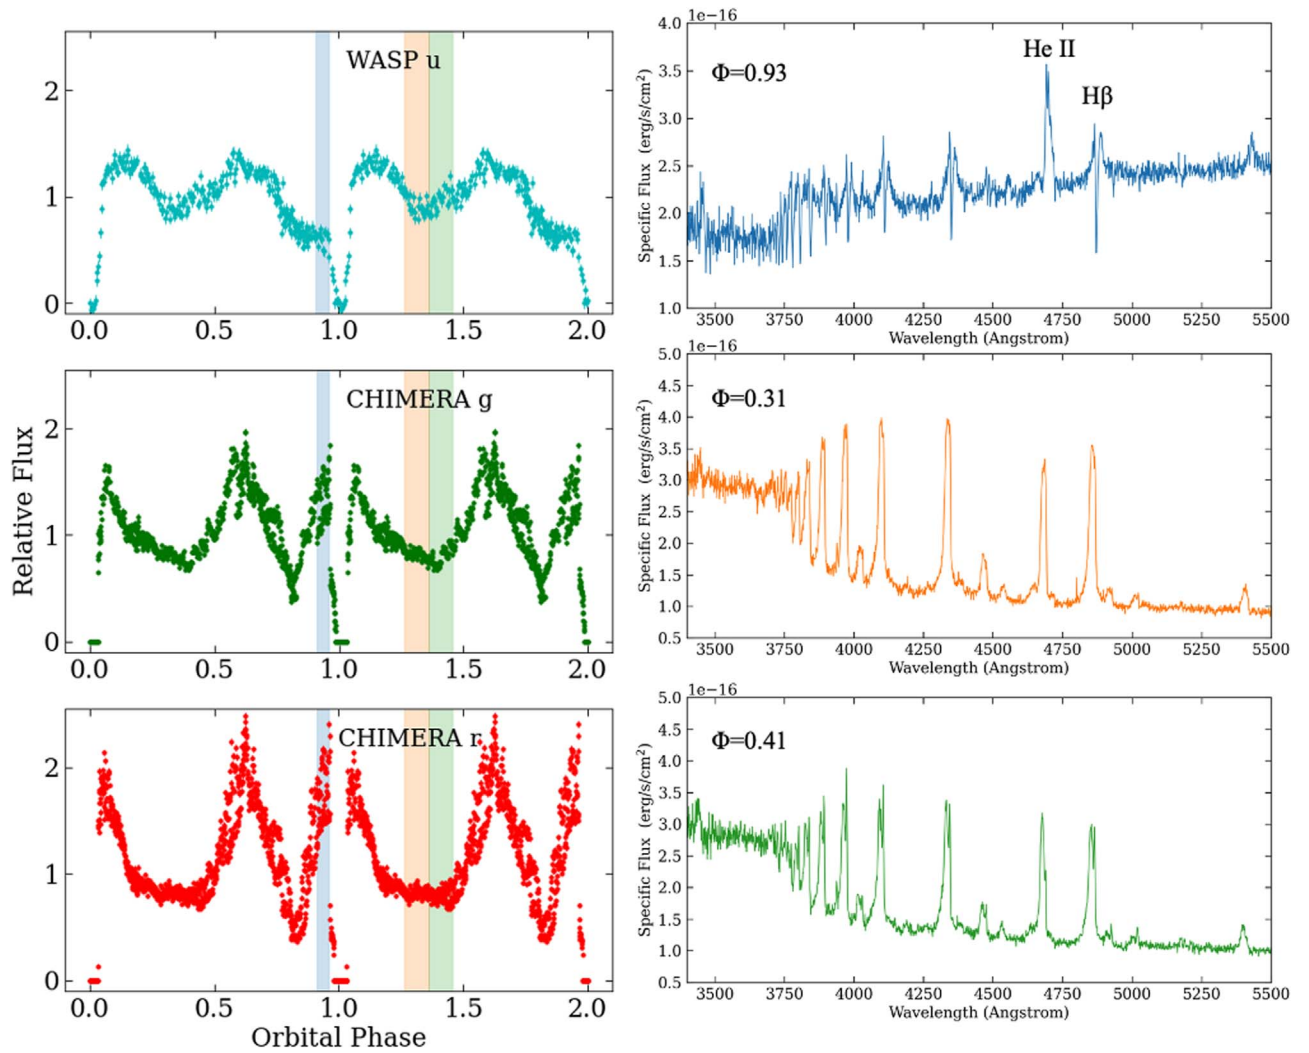 WASP u
2
1
0
0.0 0.5 1.0 1.5 2.0
CHIMERA g
2
1
0
0.0 0.5 1.0 1.5 2.0
Relative Flux
CHIMERA r
2
1
0
0.0 0.5 1.0 1.5 2.0
Orbital Phase
1e−16
4.0
3.5
3.0
2.5
2.0
1.5
1.0
Φ=0.93
He II
Hβ
Specific Flux (erg/s/cm²)
3500 3750 4000 4250 4500 4750 5000 5250 5500
Wavelength (Angstrom)
1e−16
5.0
4.5
4.0
3.5
3.0
2.5
2.0
1.5
1.0
0.5
Φ=0.31
Specific Flux (erg/s/cm²)
3500 3750 4000 4250 4500 4750 5000 5250 5500
Wavelength (Angstrom)
1e−16
5.0
4.5
4.0
3.5
3.0
2.5
2.0
1.5
1.0
0.5
Φ=0.41
Specific Flux (erg/s/cm²)
3500 3750 4000 4250 4500 4750 5000 5250 5500
Wavelength (Angstrom)